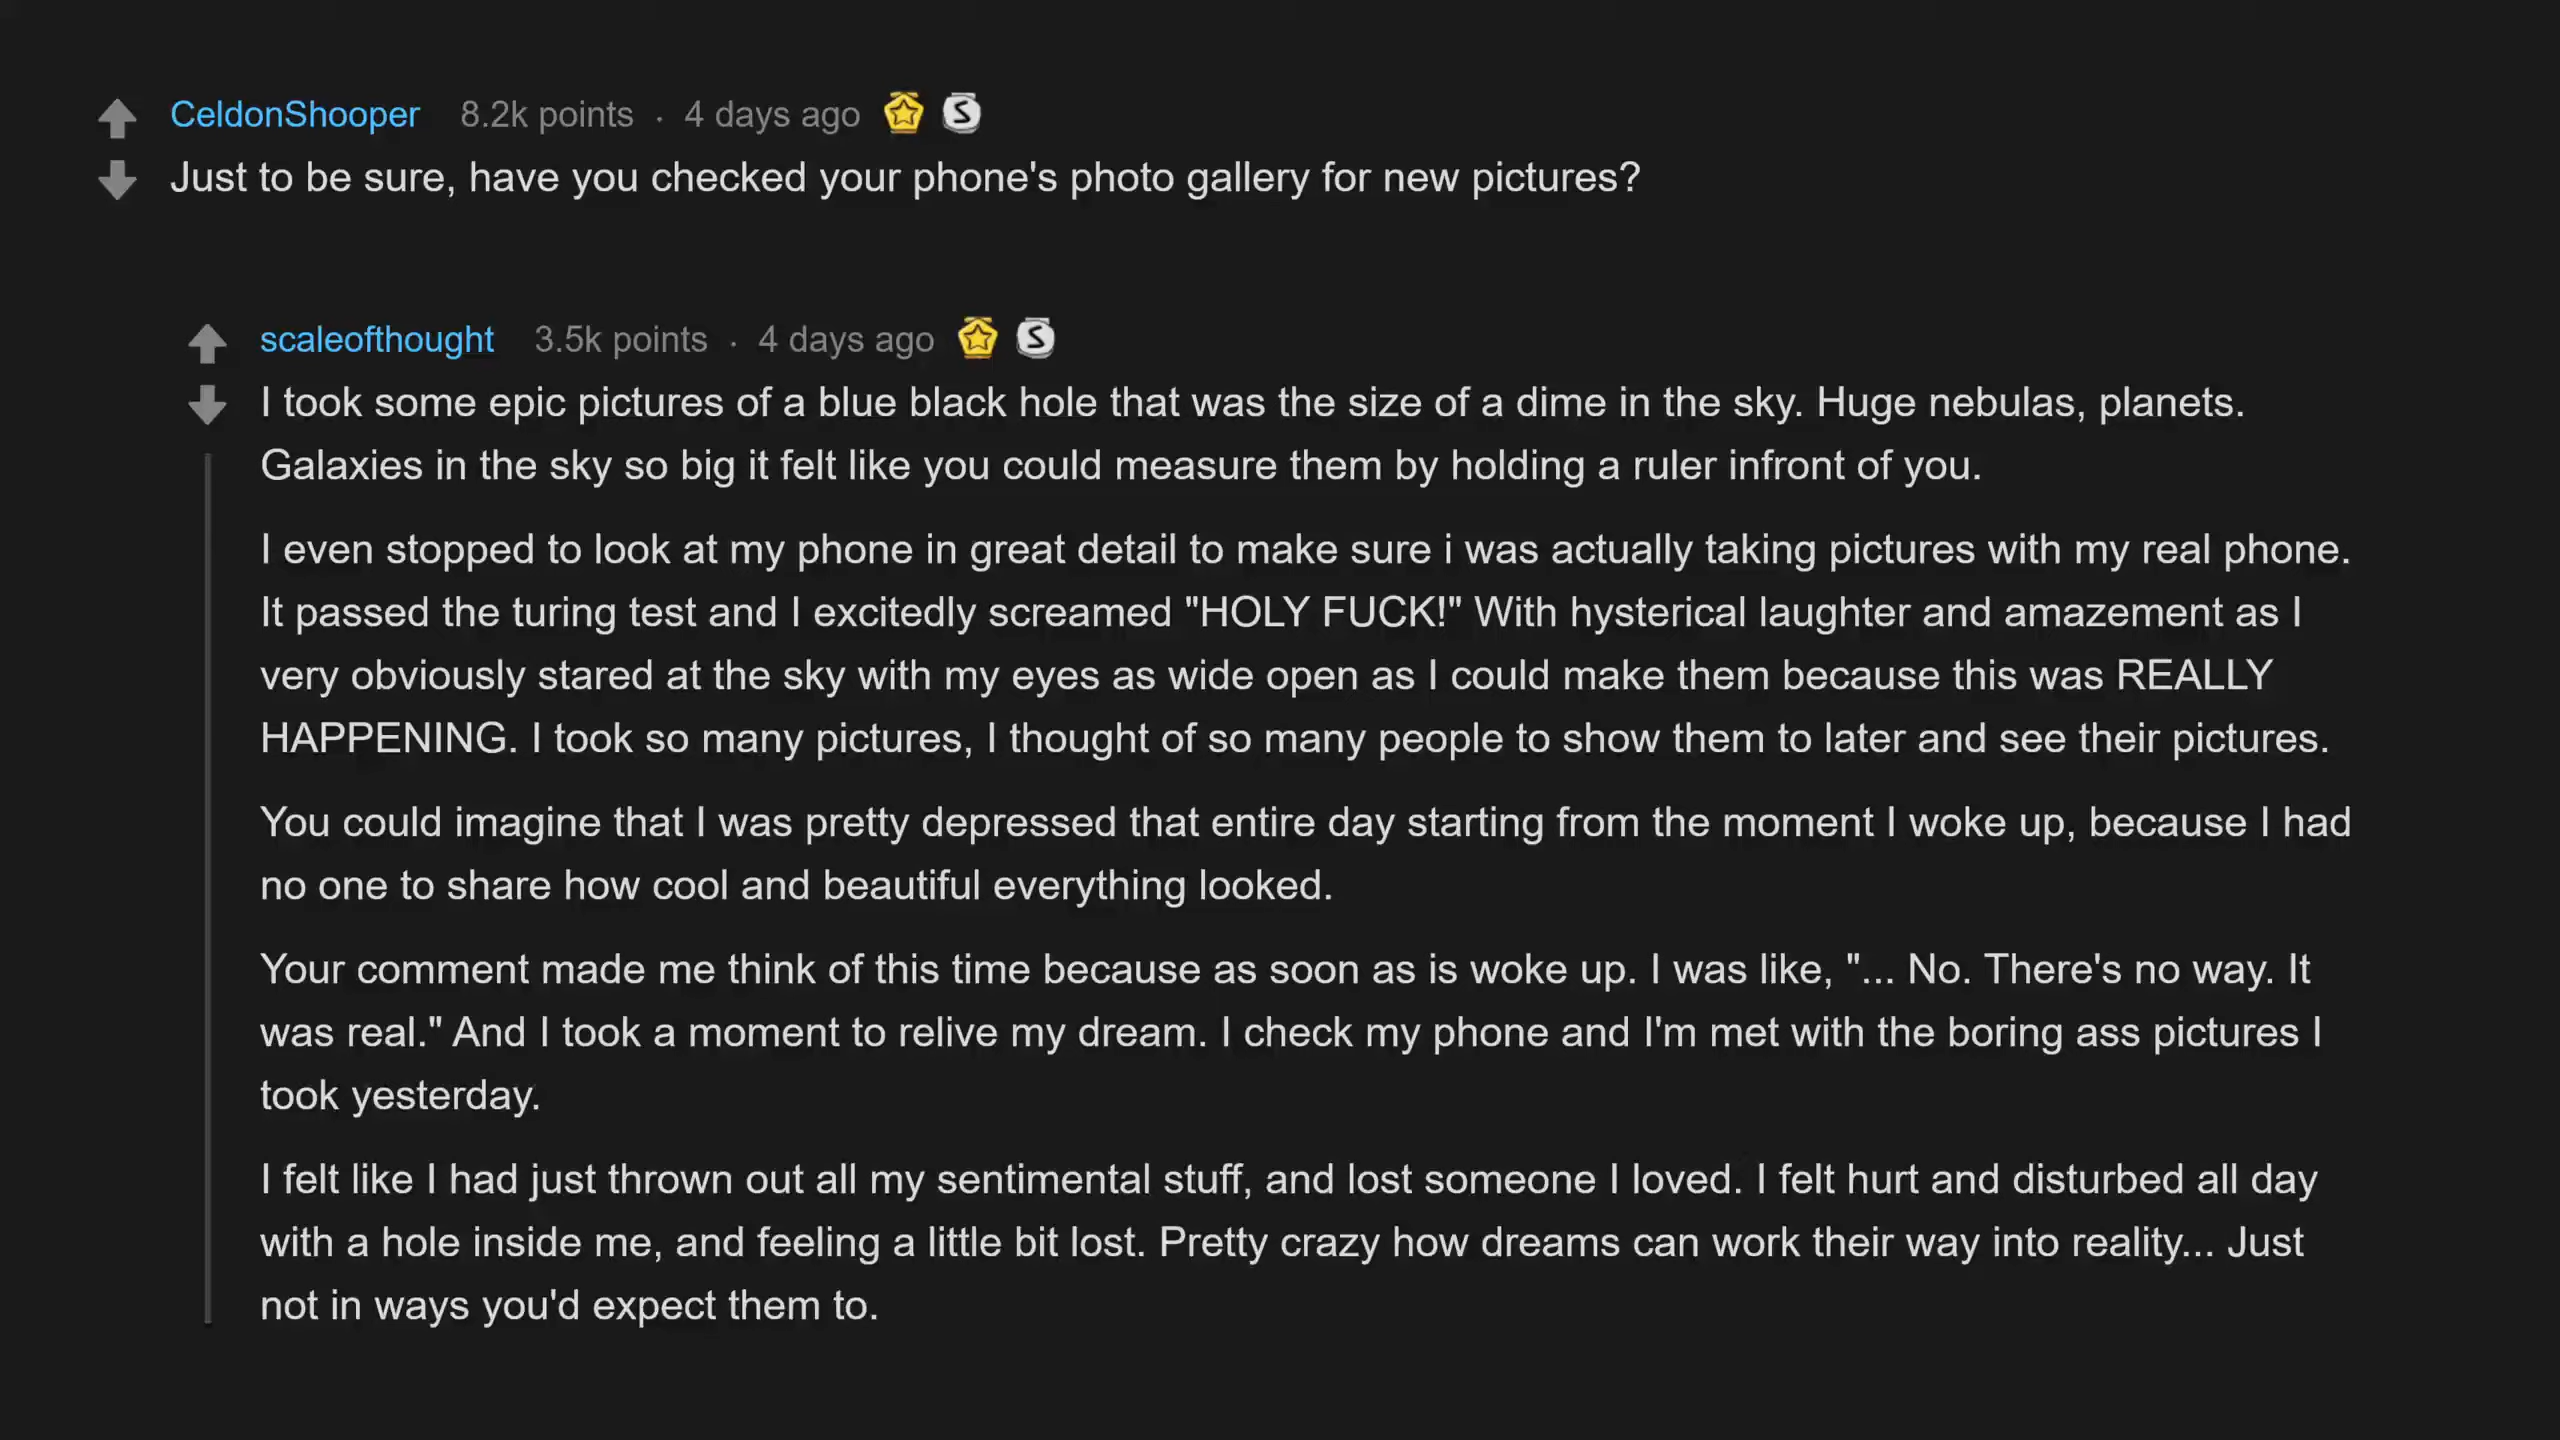 CeldonShooper 8.2k points · 4 days ago
Just to be sure, have you checked your phone's photo gallery for new pictures?
scaleofthought 3.5k points · 4 days ago
I took some epic pictures of a blue black hole that was the size of a dime in the sky. Huge nebulas, planets.
Galaxies in the sky so big it felt like you could measure them by holding a ruler infront of you.
I even stopped to look at my phone in great detail to make sure i was actually taking pictures with my real phone.
It passed the turing test and I excitedly screamed "HOLY FUCK!" With hysterical laughter and amazement as I
very obviously stared at the sky with my eyes as wide open as I could make them because this was REALLY
HAPPENING. I took so many pictures, I thought of so many people to show them to later and see their pictures.
You could imagine that I was pretty depressed that entire day starting from the moment I woke up, because I had
no one to share how cool and beautiful everything looked.
Your comment made me think of this time because as soon as is woke up. I was like, "... No. There's no way. It
was real." And I took a moment to relive my dream. I check my phone and I'm met with the boring ass pictures I
took yesterday.
I felt like I had just thrown out all my sentimental stuff, and lost someone I loved. I felt hurt and disturbed all day
with a hole inside me, and feeling a little bit lost. Pretty crazy how dreams can work their way into reality... Just
not in ways you'd expect them to.